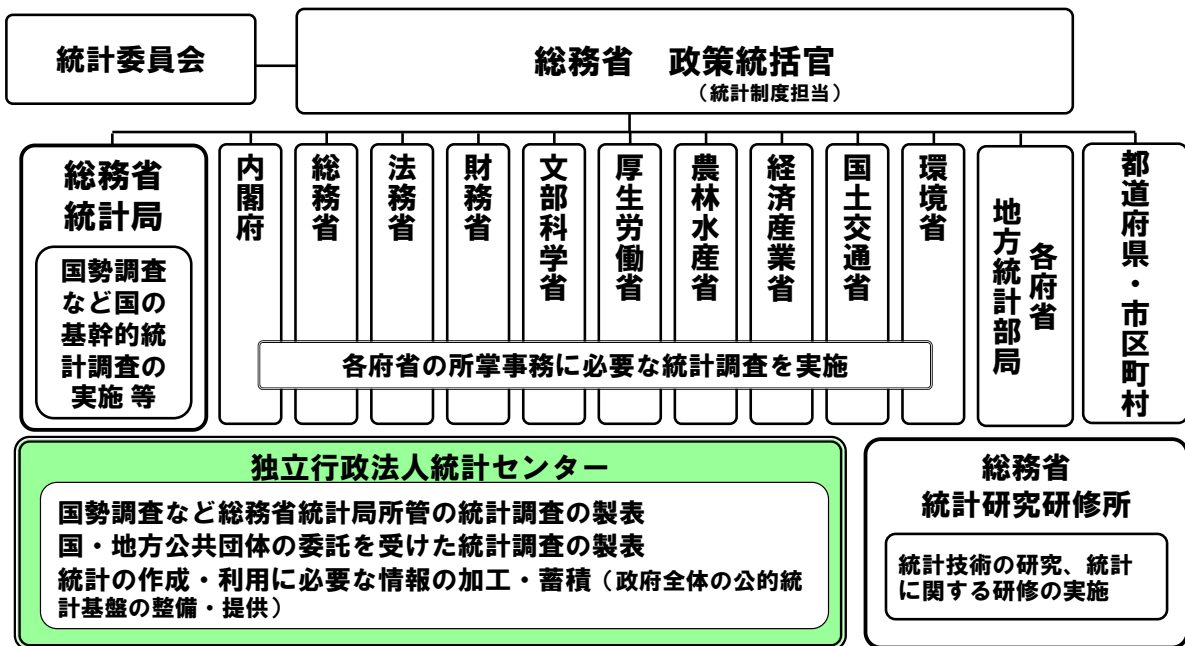 統計委員会
総務省　政策統括官
（統計制度担当）
総務省
統計局
国勢調査
など国の
基幹的統
計調査の
実施 等
内閣府
総務省
法務省
財務省
文部科学省
厚生労働省
農林水産省
経済産業省
国土交通省
環境省
各府省
地方統計部局
都道府県・市区町村
各府省の所掌事務に必要な統計調査を実施
独立行政法人統計センター
国勢調査など総務省統計局所管の統計調査の製表
国・地方公共団体の委託を受けた統計調査の製表
統計の作成・利用に必要な情報の加工・蓄積（政府全体の公的統
計基盤の整備・提供）
総務省
統計研究研修所
統計技術の研究、統計
に関する研修の実施